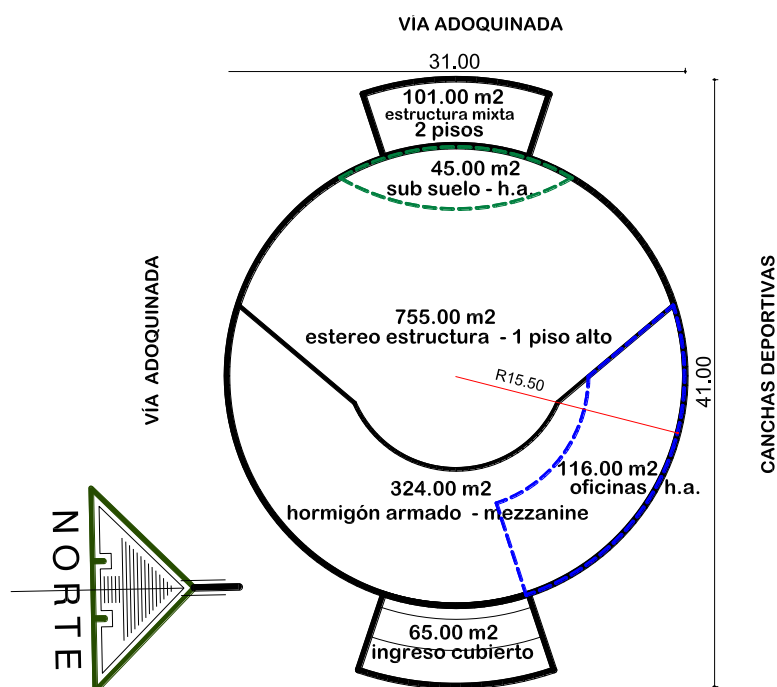 VÍA ADOQUINADA
31.00
101.00 m2
estructura mixta
2 pisos
45.00 m2
sub suelo - h.a.
VÍA ADOQUINADA
755.00 m2
estereo estructura - 1 piso alto
R15.50
41.00
CANCHAS DEPORTIVAS
116.00 m2
oficinas h.a.
324.00 m2
hormigón armado - mezzanine
NORTE
65.00 m2
ingreso cubierto